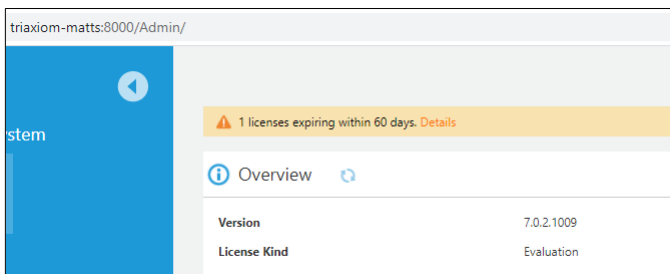 triaxiom-matts:8000/Admin/
1 licenses expiring within 60 days. Details
stem
Overview
Version 7.0.2.1009
License Kind Evaluation